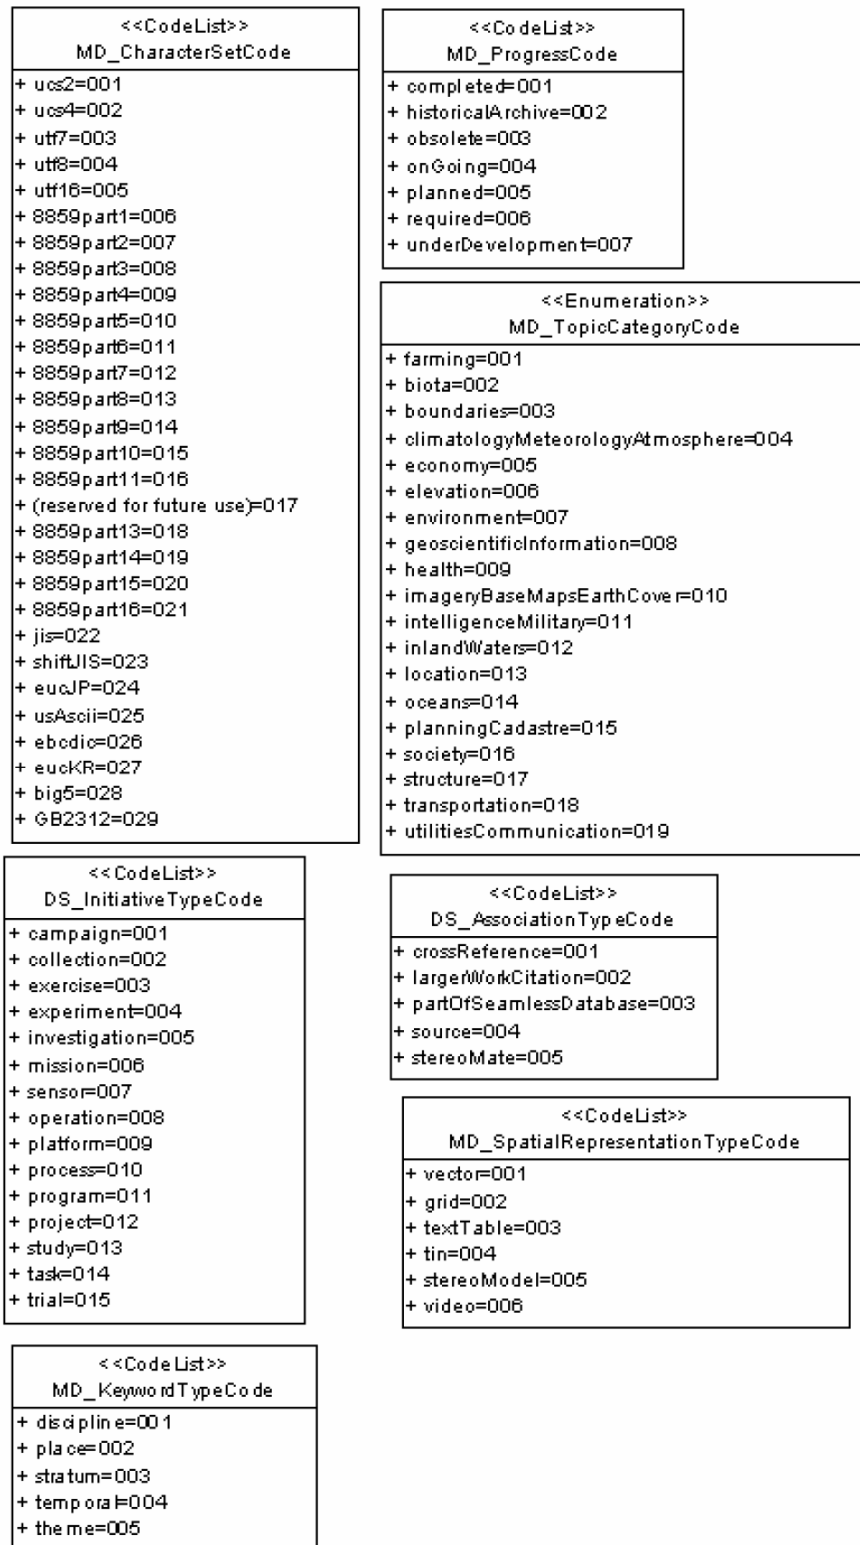 <<CodeList>>
MD_CharacterSetCode
+ ucs2=001
+ ucs4=002
+ utf7=003
+ utf8=004
+ utf16=005
+ 8859part1=006
+ 8859part2=007
+ 8859part3=008
+ 8859part4=009
+ 8859part5=010
+ 8859part6=011
+ 8859part7=012
+ 8859part8=013
+ 8859part9=014
+ 8859part10=015
+ 8859part11=016
+ (reserved for future use)=017
+ 8859part13=018
+ 8859part14=019
+ 8859part15=020
+ 8859part16=021
+ jis=022
+ shiftJIS=023
+ eucJP=024
+ usAscii=025
+ ebcdic=026
+ eucKR=027
+ big5=028
+ GB2312=029
<<CodeList>>
MD_ProgressCode
+ completed=001
+ historicalArchive=002
+ obsolete=003
+ onGoing=004
+ planned=005
+ required=006
+ underDevelopment=007
<<Enumeration>>
MD_TopicCategoryCode
+ farming=001
+ biota=002
+ boundaries=003
+ climatologyMeteorologyAtmosphere=004
+ economy=005
+ elevation=006
+ environment=007
+ geoscientificInformation=008
+ health=009
+ imageryBaseMapsEarthCover=010
+ intelligenceMilitary=011
+ inlandWaters=012
+ location=013
+ oceans=014
+ planningCadastre=015
+ society=016
+ structure=017
+ transportation=018
+ utilitiesCommunication=019
<<CodeList>>
DS_InitiativeTypeCode
+ campaign=001
+ collection=002
+ exercise=003
+ experiment=004
+ investigation=005
+ mission=006
+ sensor=007
+ operation=008
+ platform=009
+ process=010
+ program=011
+ project=012
+ study=013
+ task=014
+ trial=015
<<CodeList>>
DS_AssociationTypeCode
+ crossReference=001
+ largerWorkCitation=002
+ partOfSeamlessDatabase=003
+ source=004
+ stereoMate=005
<<CodeList>>
MD_SpatialRepresentationTypeCode
+ vector=001
+ grid=002
+ textTable=003
+ tin=004
+ stereoModel=005
+ video=006
<<CodeList>>
MD_KeywordTypeCode
+ discipline=001
+ place=002
+ stratum=003
+ temporal=004
+ theme=005